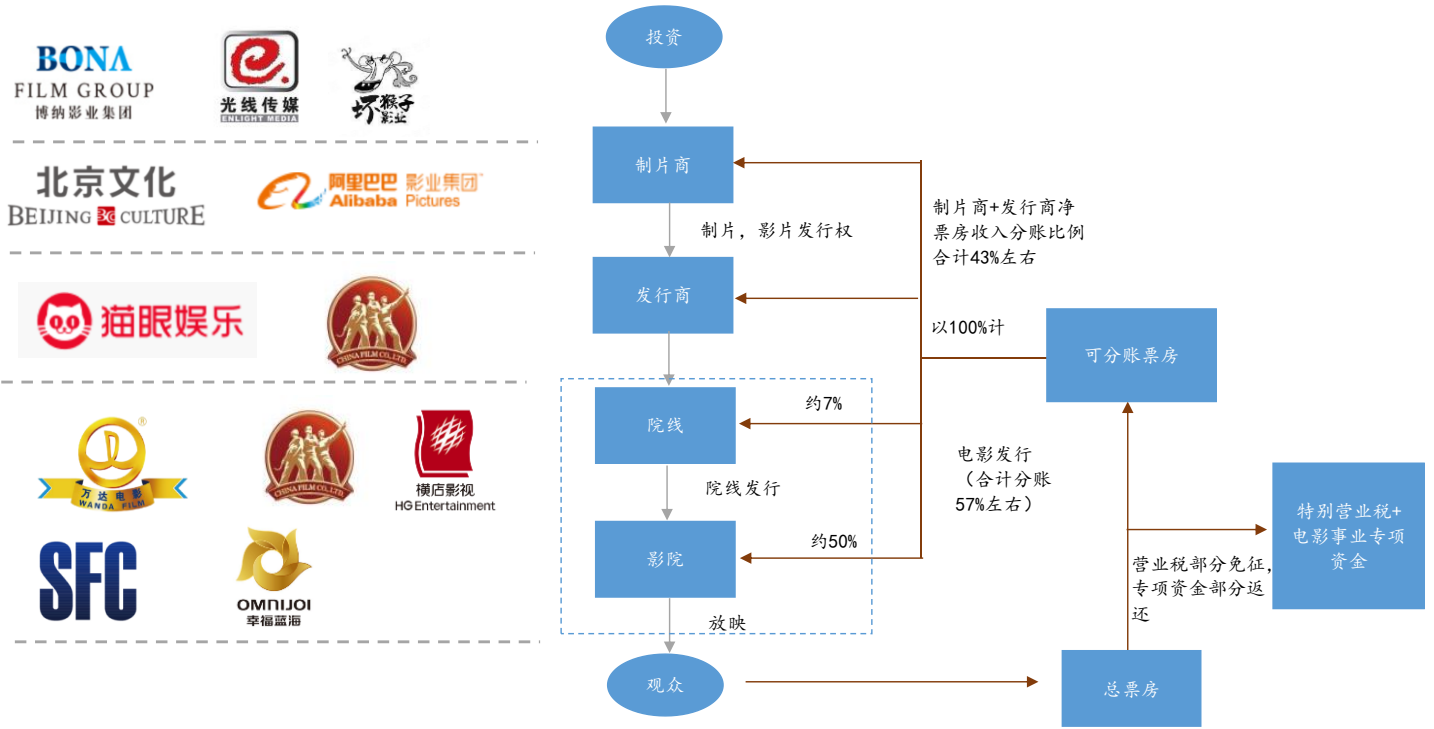 BONA
FILM GROUP
博纳影业集团
光线传媒
ENLIGHT MEDIA
坏猴子
影业
北京文化
BEIJING BC CULTURE
阿里巴巴 影业集团
Alibaba Pictures
猫眼娱乐
CHINA FILM CO., LTD.
万达电影
WANDA FILM
®
CHINA FILM CO., LTD.
横店影视
HG Entertainment
SFC
OMNIJOI
幸福蓝海
投资
制片商
制片，影片发行权
发行商
院线
院线发行
影院
放映
观众
制片商+发行商净
票房收入分账比例
合计43%左右
以100%计
约7%
电影发行
（合计分账
57%左右）
约50%
可分账票房
特别营业税+
电影事业专项
资金
营业税部分免征，
专项资金部分返
还
总票房